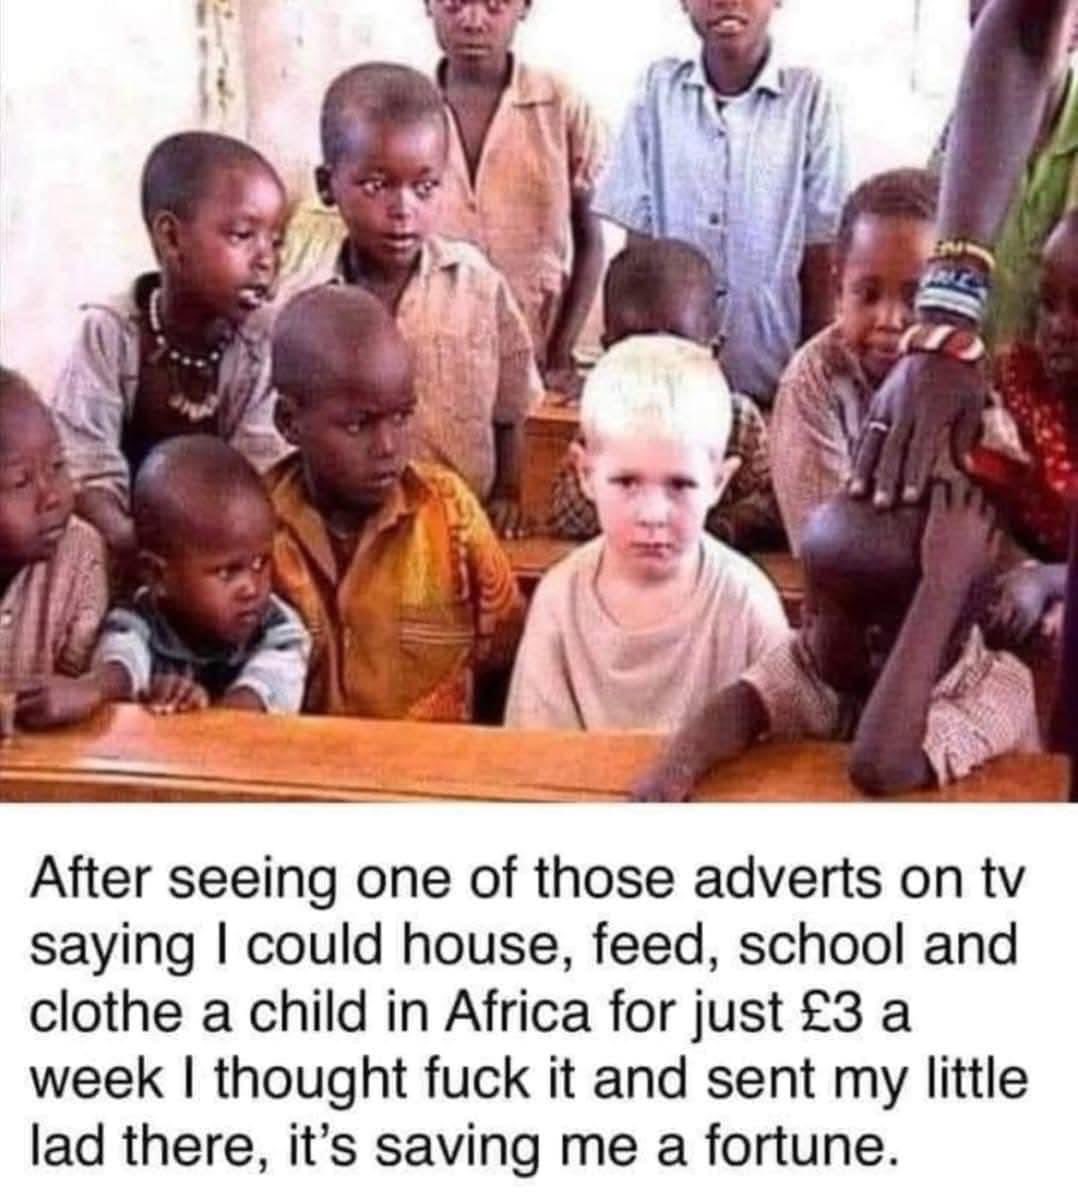 After seeing one of those adverts on tv
saying I could house, feed, school and
clothe a child in Africa for just £3 a
week I thought fuck it and sent my little
lad there, it’s saving me a fortune.